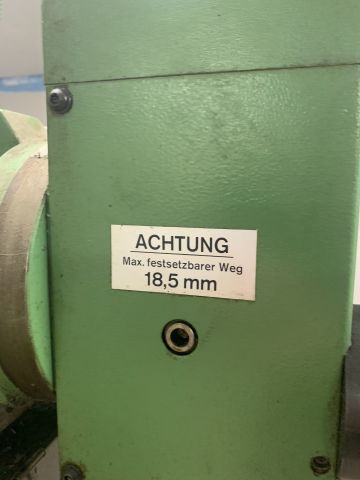 ACHTUNG
Max. festsetzbarer Weg
18,5 mm